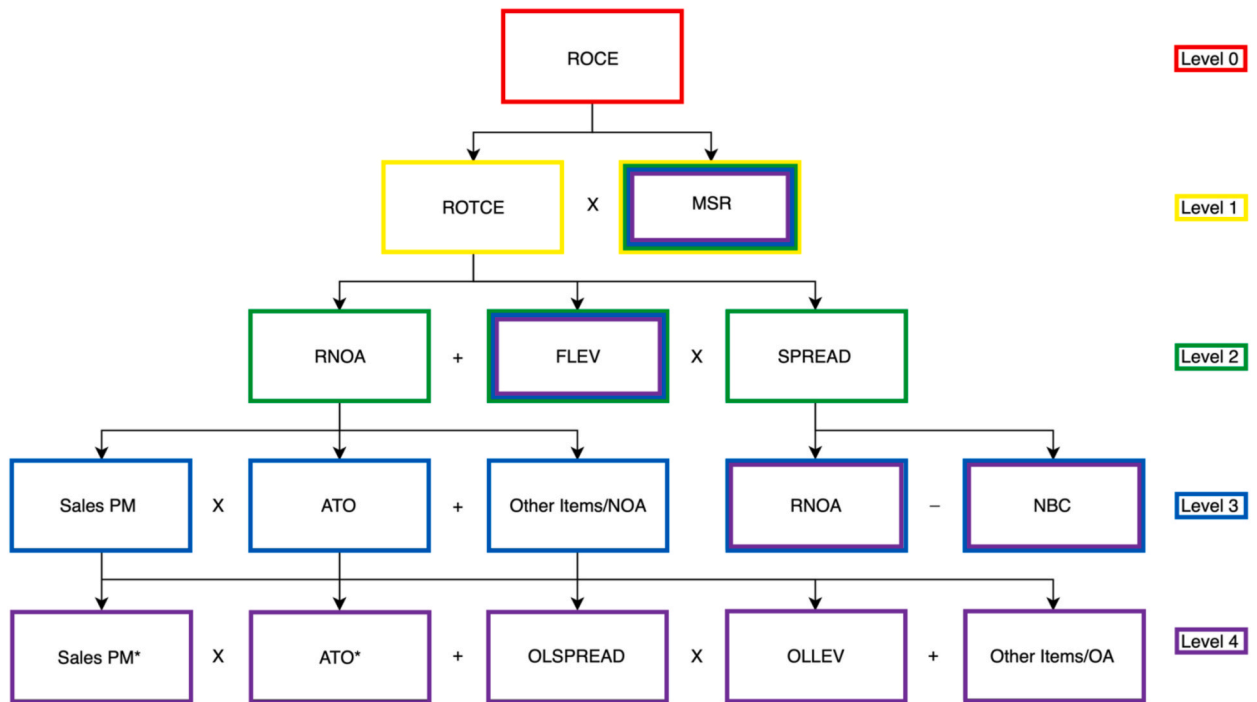 ROCE
Level 0
ROTCE X MSR
Level 1
RNOA + FLEV X SPREAD
Level 2
Sales PM X ATO + Other Items/NOA RNOA – NBC
Level 3
Sales PM* X ATO* + OLSPREAD X OLLEV + Other Items/OA
Level 4